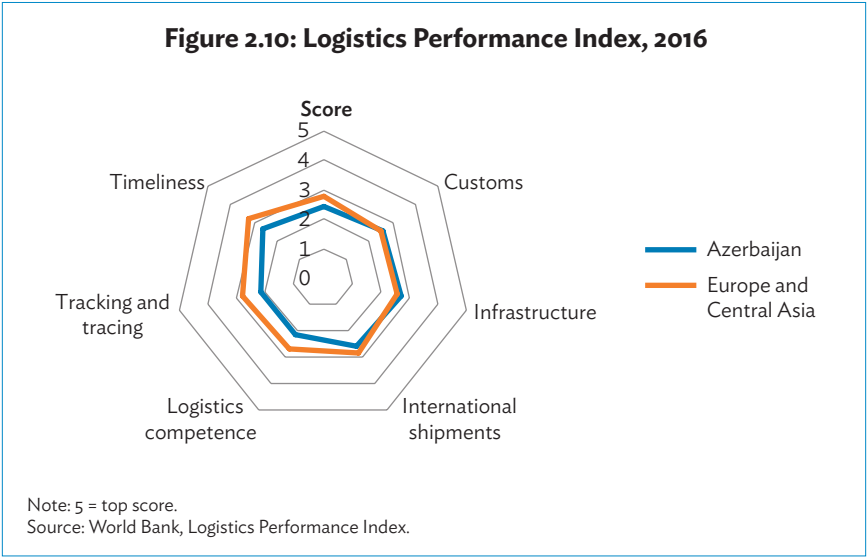 Figure 2.10: Logistics Performance Index, 2016
Score
5
4
3
2
1
0
Customs
Infrastructure
International
shipments
Logistics
competence
Tracking and
tracing
Timeliness
Azerbaijan
Europe and
Central Asia
Note: 5 = top score.
Source: World Bank, Logistics Performance Index.